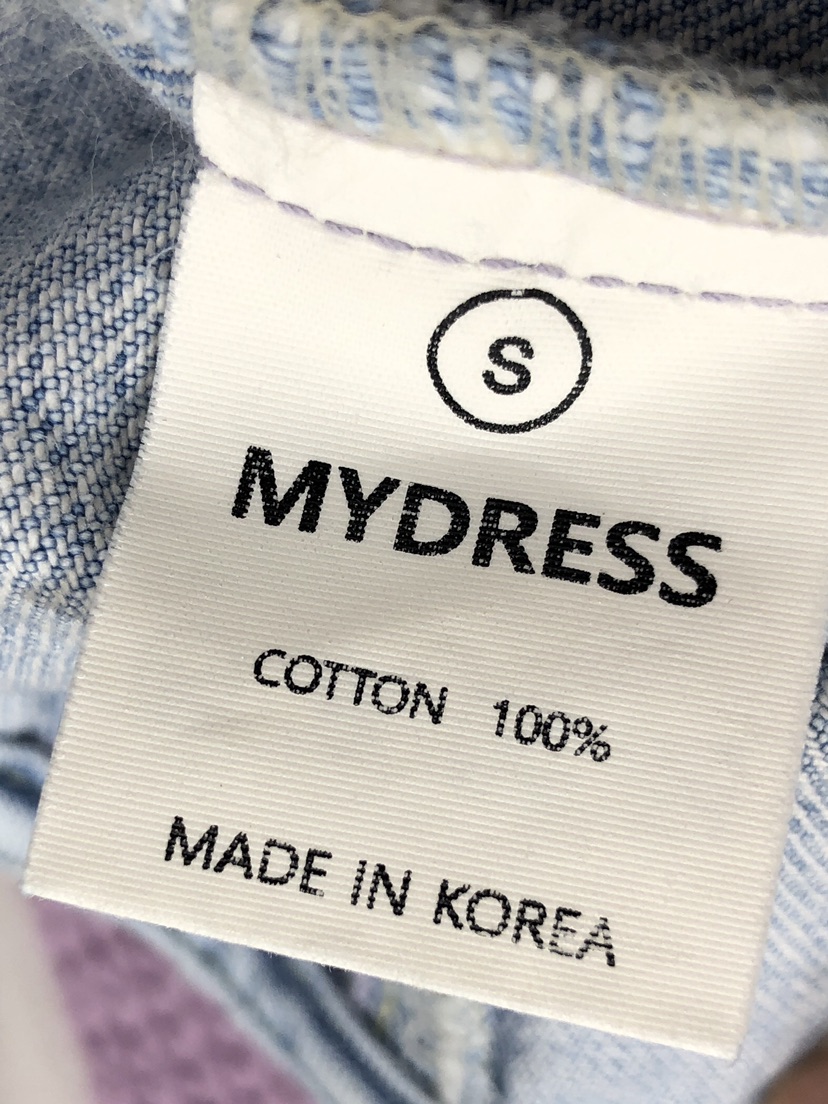 S
MYDRESS
COTTON 100%
MADE IN KOREA